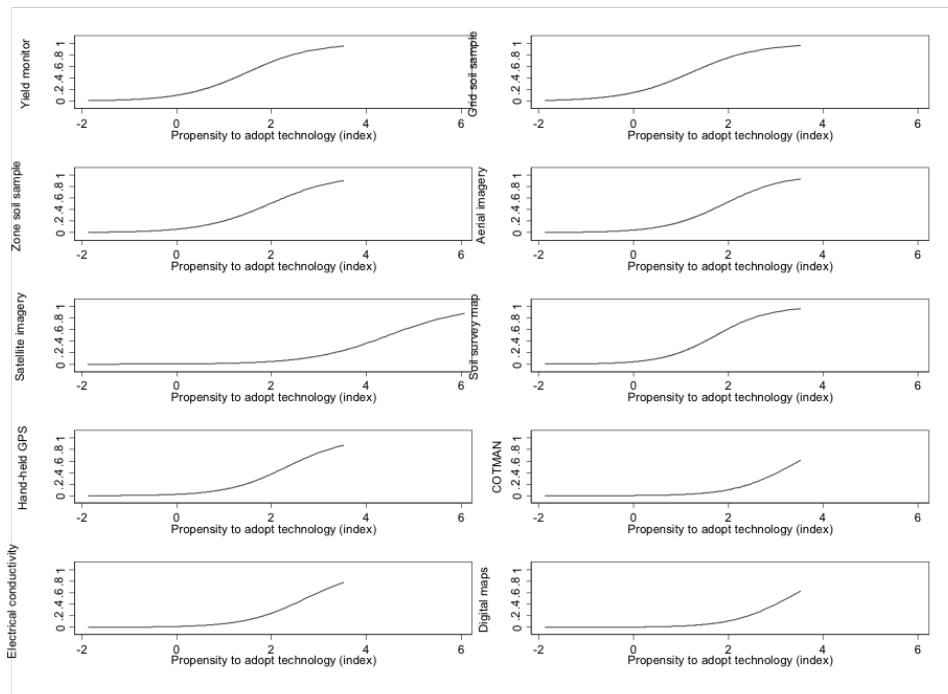 Yield monitor
0 .2 .4 .6 .8 1
-2 0 2 4 6
Propensity to adopt technology (index)
Grid soil sample
0 .2 .4 .6 .8 1
-2 0 2 4 6
Propensity to adopt technology (index)
Zone soil sample
0 .2 .4 .6 .8 1
-2 0 2 4 6
Propensity to adopt technology (index)
Aerial imagery
0 .2 .4 .6 .8 1
-2 0 2 4 6
Propensity to adopt technology (index)
Satellite imagery
0 .2 .4 .6 .8 1
-2 0 2 4 6
Propensity to adopt technology (index)
Soil survey map
0 .2 .4 .6 .8 1
-2 0 2 4 6
Propensity to adopt technology (index)
Hand-held GPS
0 .2 .4 .6 .8 1
-2 0 2 4 6
Propensity to adopt technology (index)
COTMAN
0 .2 .4 .6 .8 1
-2 0 2 4 6
Propensity to adopt technology (index)
Electrical conductivity
0 .2 .4 .6 .8 1
-2 0 2 4 6
Propensity to adopt technology (index)
Digital maps
0 .2 .4 .6 .8 1
-2 0 2 4 6
Propensity to adopt technology (index)